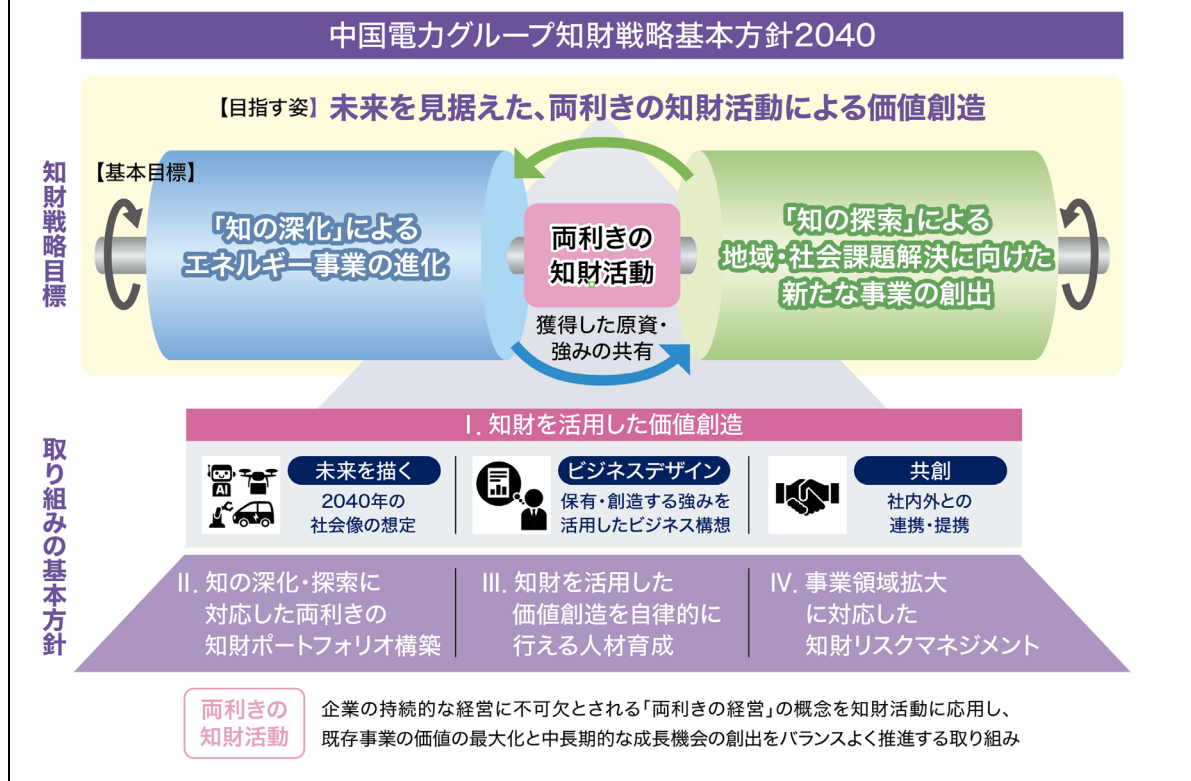 中国電力グループ知財戦略基本方針2040
【目指す姿】未来を見据えた、両利きの知財活動による価値創造
知財戦略目標
【基本目標】
「知の深化」による
エネルギー事業の進化
両利きの
知財活動
獲得した原資・
強みの共有
「知の探索」による
地域・社会課題解決に向けた
新たな事業の創出
取り組みの基本方針
Ⅰ. 知財を活用した価値創造
AI
未来を描く
2040年の
社会像の想定
ビジネスデザイン
保有・創造する強みを
活用したビジネス構想
共創
社内外との
連携・提携
Ⅱ. 知の深化・探索に
対応した両利きの
知財ポートフォリオ構築
Ⅲ. 知財を活用した
価値創造を自律的に
行える人材育成
Ⅳ. 事業領域拡大
に対応した
知財リスクマネジメント
両利きの
知財活動
企業の持続的な経営に不可欠とされる「両利きの経営」の概念を知財活動に応用し、
既存事業の価値の最大化と中長期的な成長機会の創出をバランスよく推進する取り組み